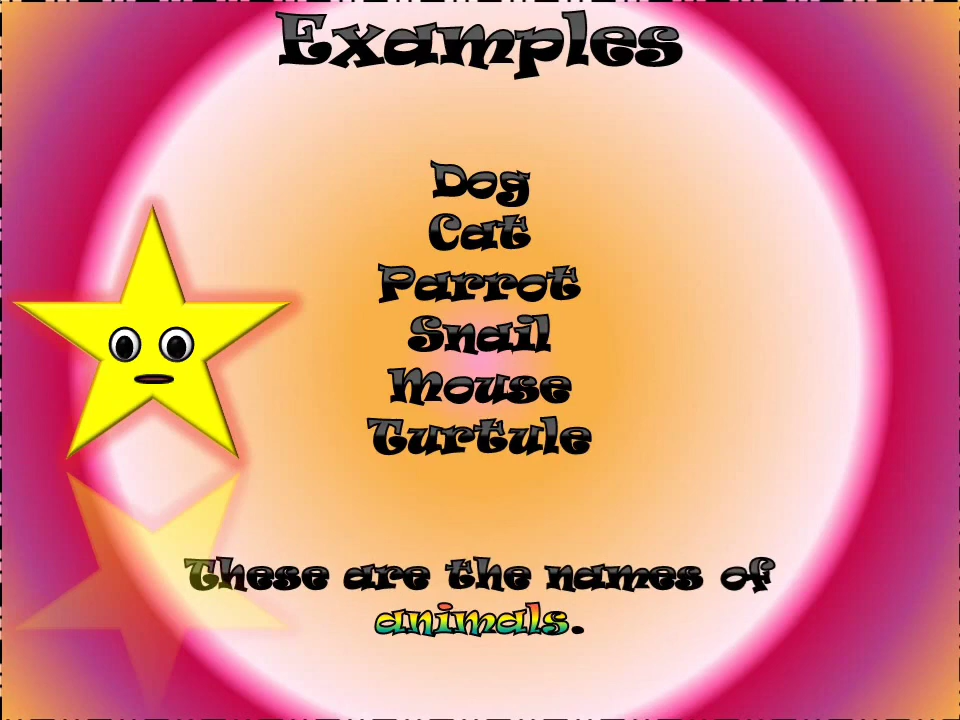 Examples
Dog
Cat
Parrot
Snail
Mouse
Turtule
These are the names of
animals.